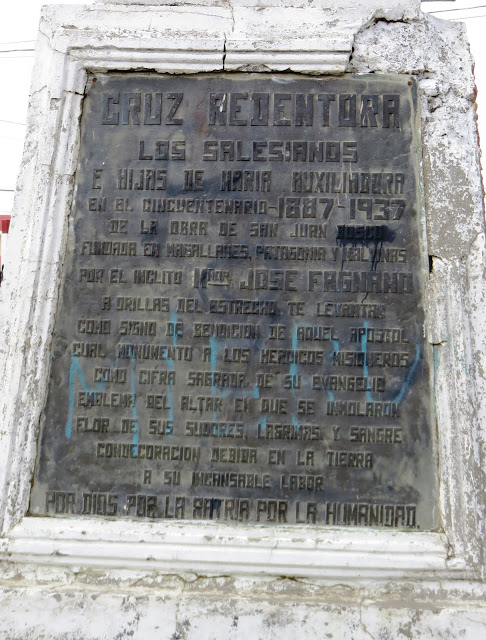 CRUZ REDENTORA
LOS SALESIANOS
E HIJAS DE MARIA AUXILIADORA
EN EL CINCUENTENARIO-1887-1937
DE LA OBRA DE SAN JUAN BOSCO
FUNDADA EN MAGALLANES, PATAGONIA Y MALVINAS
POR EL INCLITO Mºº JOSE FAGNANO
A ORILLAS DEL ESTRECHO, TE LEVANTAN
COMO SIGNO DE BENDICION DE AQUEL APOSTOL
CUAL MONUMENTO A LOS HEROICOS MISIONEROS
COMO CIFRA SAGRADA DE SU EVANGELIO
EMBLEMA DEL ALTAR EN QUE SE INMOLARON
FLOR DE SUS SUDORES, LAGRIMAS Y SANGRE
CONDECORACION DEBIDA EN LA TIERRA
A SU INCANSABLE LABOR
POR DIOS POR LA PATRIA POR LA HUMANIDAD.